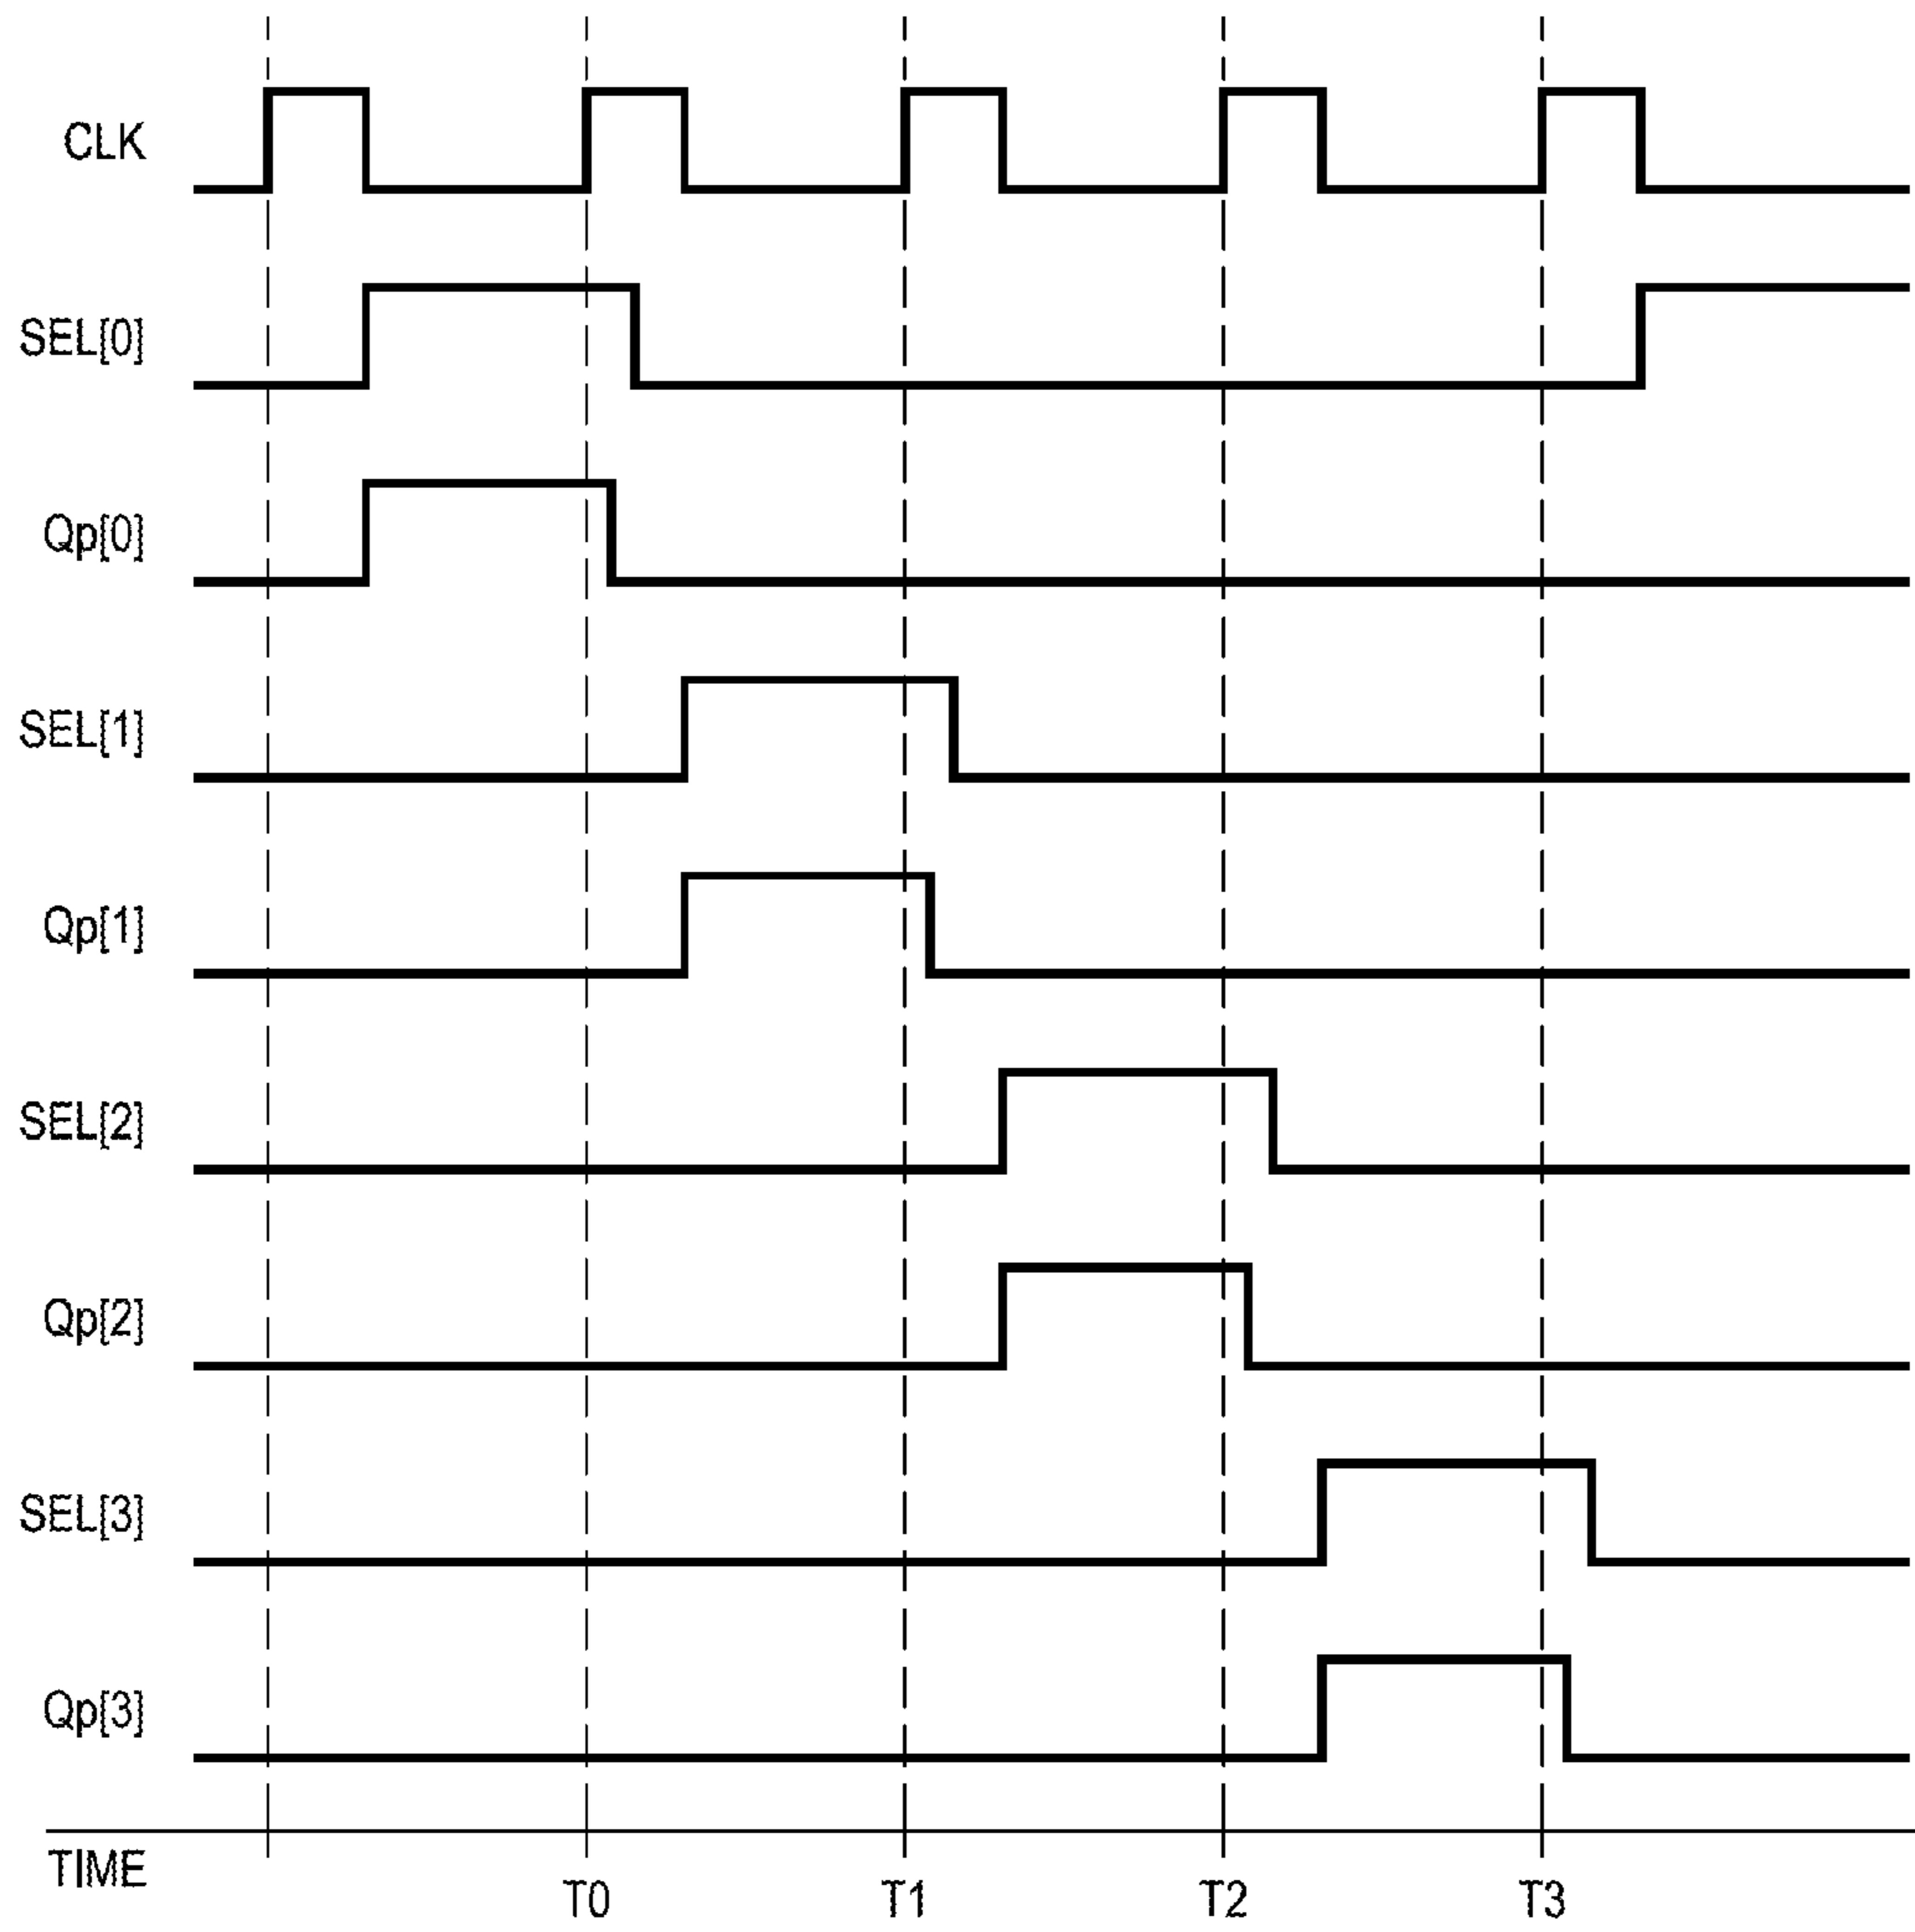 CLK
SEL[0]
Qp[0]
SEL[1]
Qp[1]
SEL[2]
Qp[2]
SEL[3]
Qp[3]
TIME
T0 T1 T2 T3